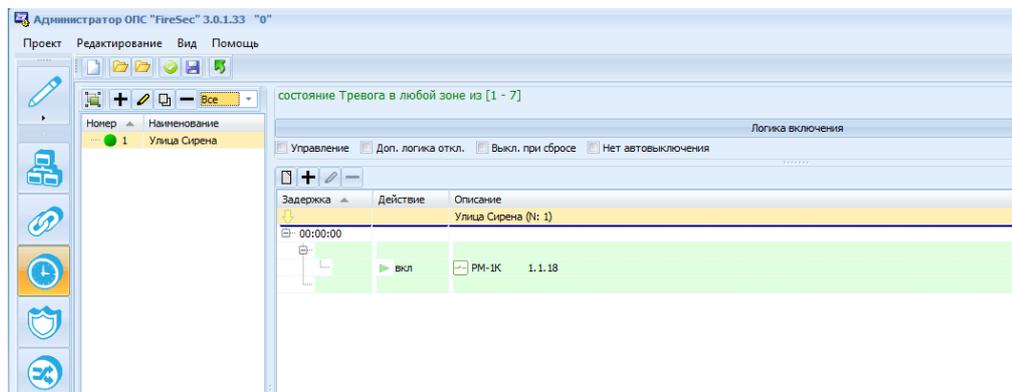 Администратор ОПС "FireSec" 3.0.1.33 "0"
Проект Редактирование Вид Помощь
Все
состояние Тревога в любой зоне из [1 - 7]
Номер Наименование
Логика включения
1 Улица Сирена
Управление Доп. логика откл. Выкл. при сбросе Нет автовыключения
Задержка Действие Описание
Улица Сирена (N: 1)
00:00:00
вкл РМ-1К 1.1.18